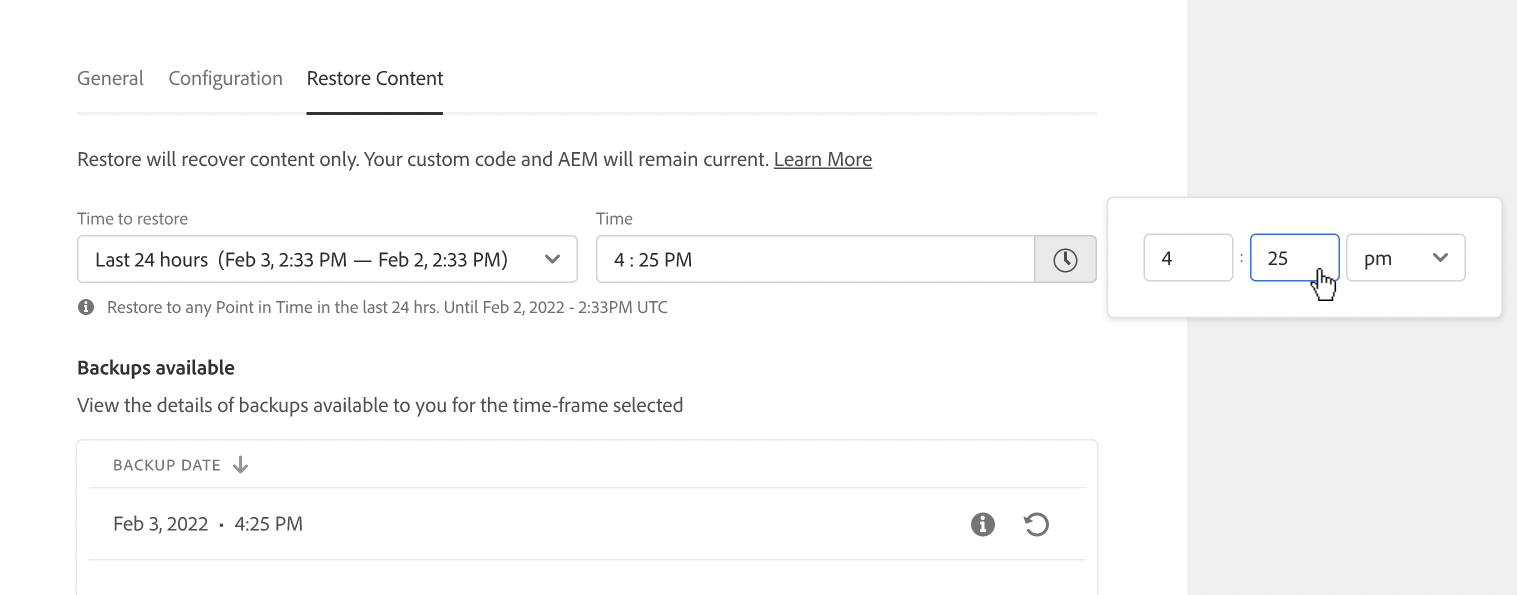 General Configuration Restore Content
Restore will recover content only. Your custom code and AEM will remain current. Learn More
Time to restore
Time
Last 24 hours (Feb 3, 2:33 PM — Feb 2, 2:33 PM)
4 : 25 PM
4 : 25 pm
Restore to any Point in Time in the last 24 hrs. Until Feb 2, 2022 - 2:33PM UTC
Backups available
View the details of backups available to you for the time-frame selected
BACKUP DATE
Feb 3, 2022 • 4:25 PM